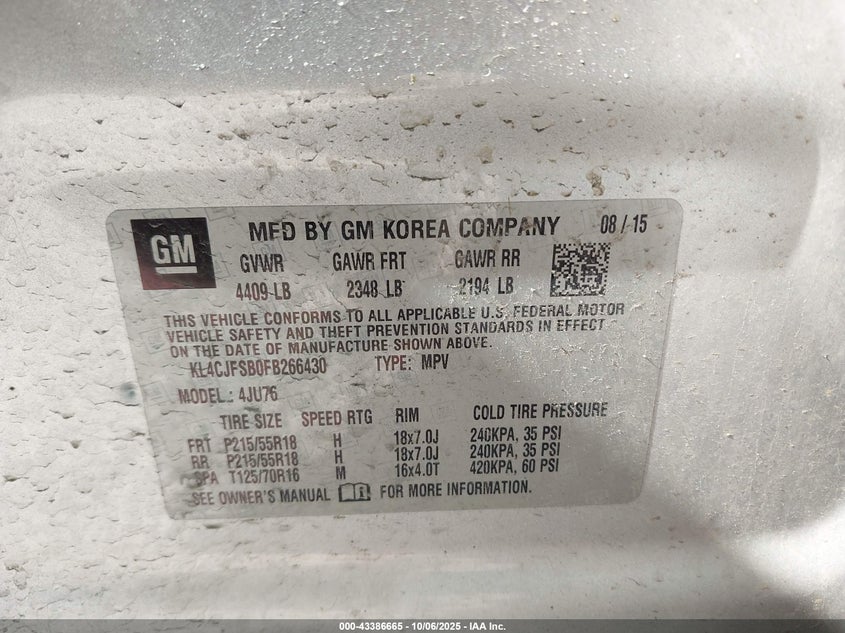 GM
MFD BY GM KOREA COMPANY 08 / 15
GVWR GAWR FRT GAWR RR
4409 LB 2348 LB 2194 LB
THIS VEHICLE CONFORMS TO ALL APPLICABLE U.S. FEDERAL MOTOR
VEHICLE SAFETY AND THEFT PREVENTION STANDARDS IN EFFECT
ON THE DATE OF MANUFACTURE SHOWN ABOVE.
KL4CJFSB0FB266430 TYPE: MPV
MODEL: 4JU76
TIRE SIZE SPEED RTG RIM COLD TIRE PRESSURE
FRT P215/55R18 H 18x7.0J 240KPA, 35 PSI
RR P215/55R18 H 18x7.0J 240KPA, 35 PSI
SPA T125/70R16 M 16x4.0T 420KPA, 60 PSI
SEE OWNER'S MANUAL FOR MORE INFORMATION.
000-43386665 - 10/06/2025 - IAA Inc.